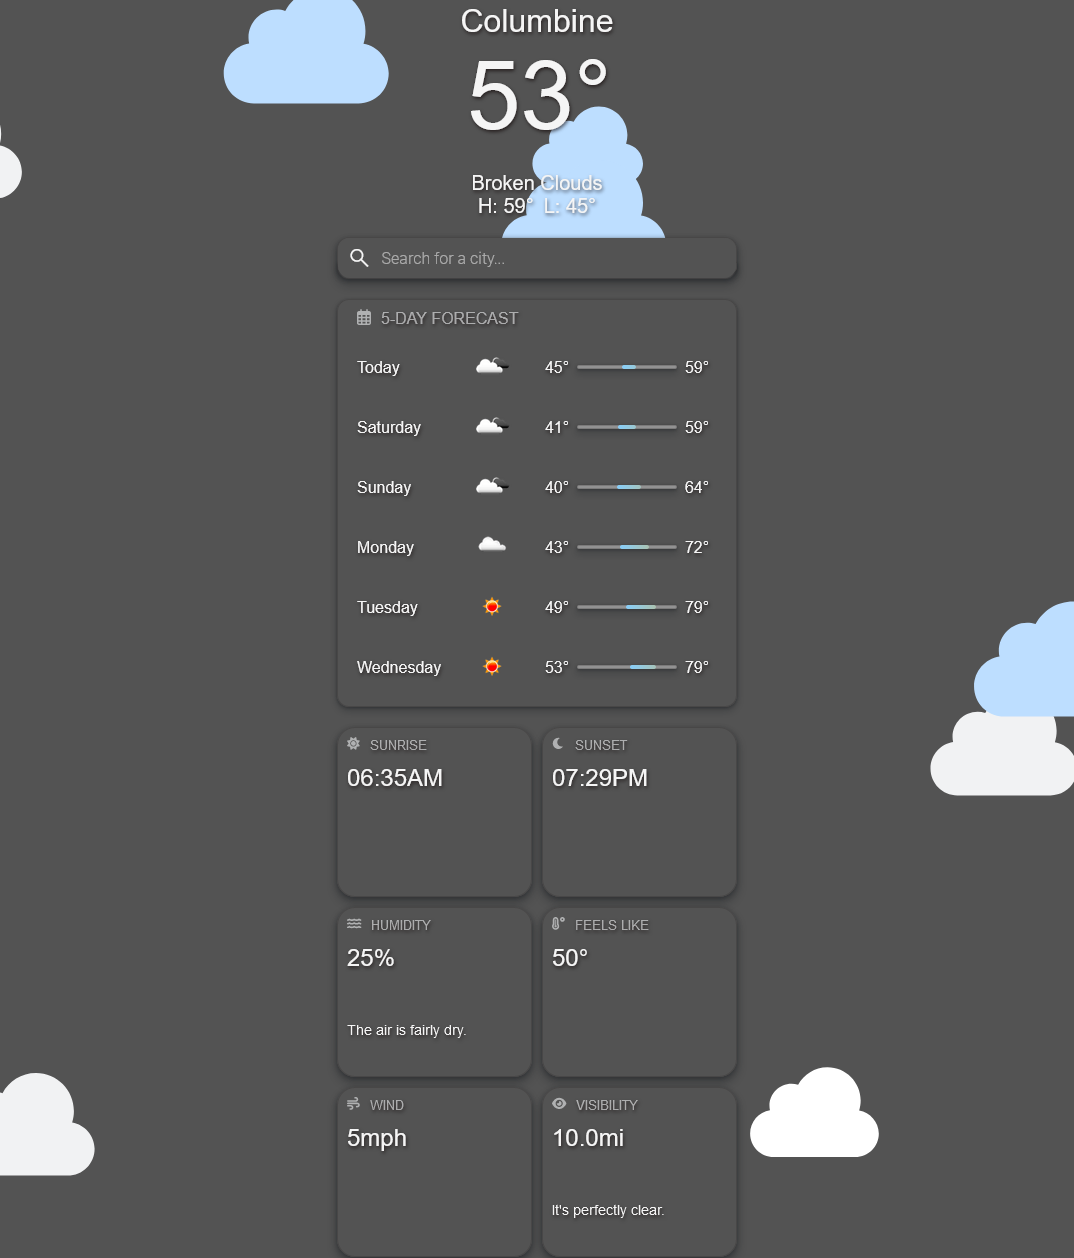 Columbine
53°
Broken Clouds
H: 59° L: 45°
Search for a city...
5-DAY FORECAST
Today 45° 59°
Saturday 41° 59°
Sunday 40° 64°
Monday 43° 72°
Tuesday 49° 79°
Wednesday 53° 79°
SUNRISE
06:35AM
SUNSET
07:29PM
HUMIDITY
25%
The air is fairly dry.
FEELS LIKE
50°
WIND
5mph
VISIBILITY
10.0mi
It's perfectly clear.